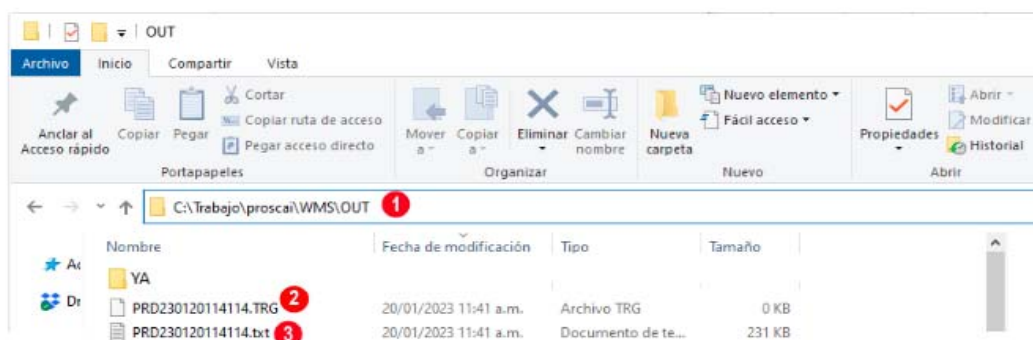 OUT
Archivo Inicio Compartir Vista
Anclar al Acceso rápido
Copiar
Pegar
Cortar
Copiar ruta de acceso
Pegar acceso directo
Portapapeles
Mover a
Copiar a
Eliminar
Cambiar nombre
Organizar
Nueva carpeta
Nuevo elemento
Fácil acceso
Nuevo
Propiedades
Abrir
Modificar
Historial
Abrir
C:\Trabajo\proscai\WMS\OUT 1
Nombre Fecha de modificación Tipo Tamaño
Ac
YA
Dr
PRD230120114114.TRG 2 20/01/2023 11:41 a.m. Archivo TRG 0 KB
PRD230120114114.txt 3 20/01/2023 11:41 a.m. Documento de te... 231 KB